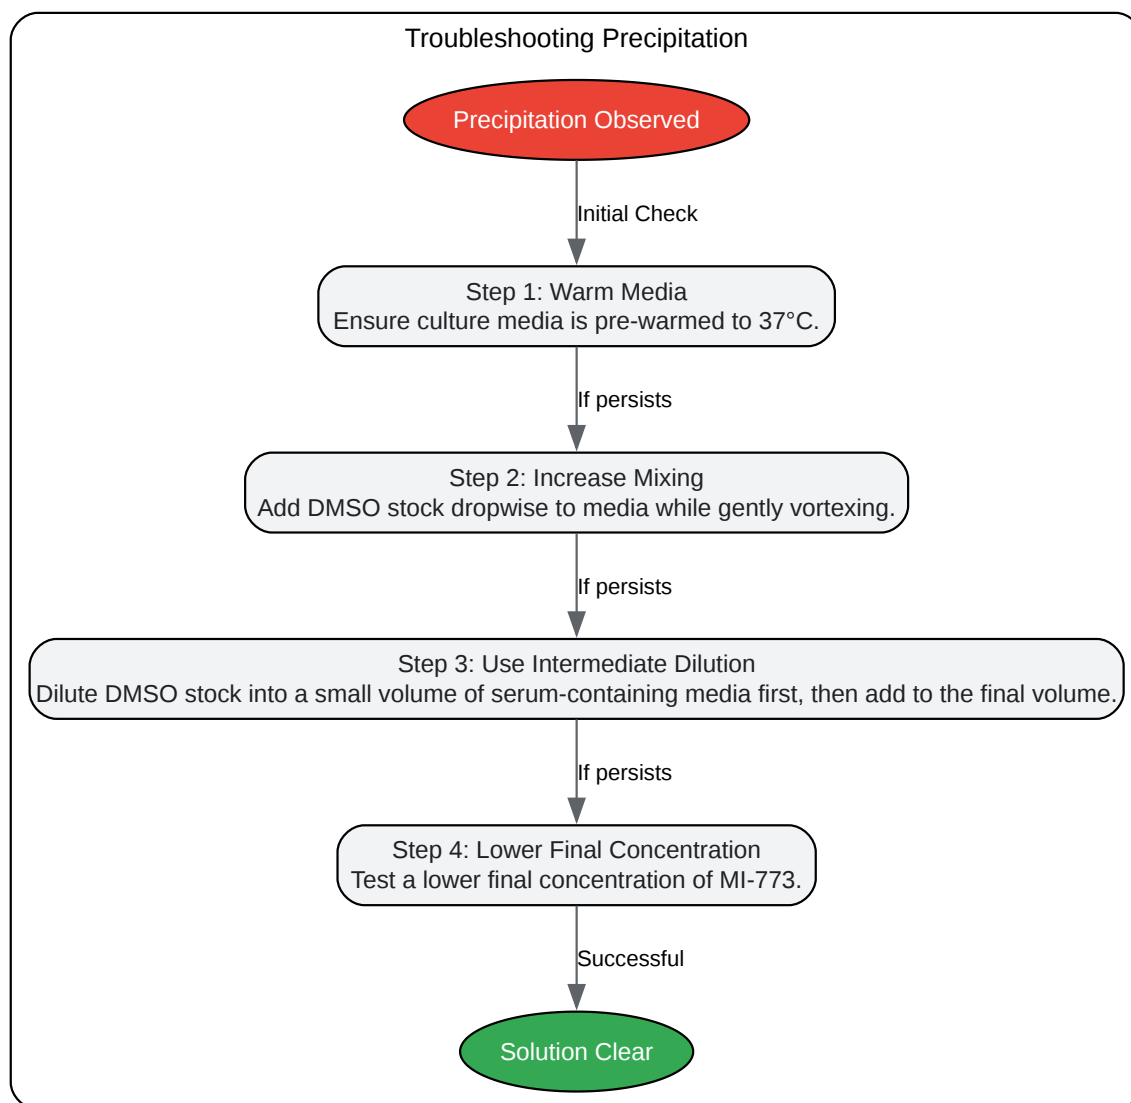 Troubleshooting Precipitation
Precipitation Observed
Initial Check
Step 1: Warm Media
Ensure culture media is pre-warmed to 37°C.
If persists
Step 2: Increase Mixing
Add DMSO stock dropwise to media while gently vortexing.
If persists
Step 3: Use Intermediate Dilution
Dilute DMSO stock into a small volume of serum-containing media first, then add to the final volume.
If persists
Step 4: Lower Final Concentration
Test a lower final concentration of MI-773.
Successful
Solution Clear